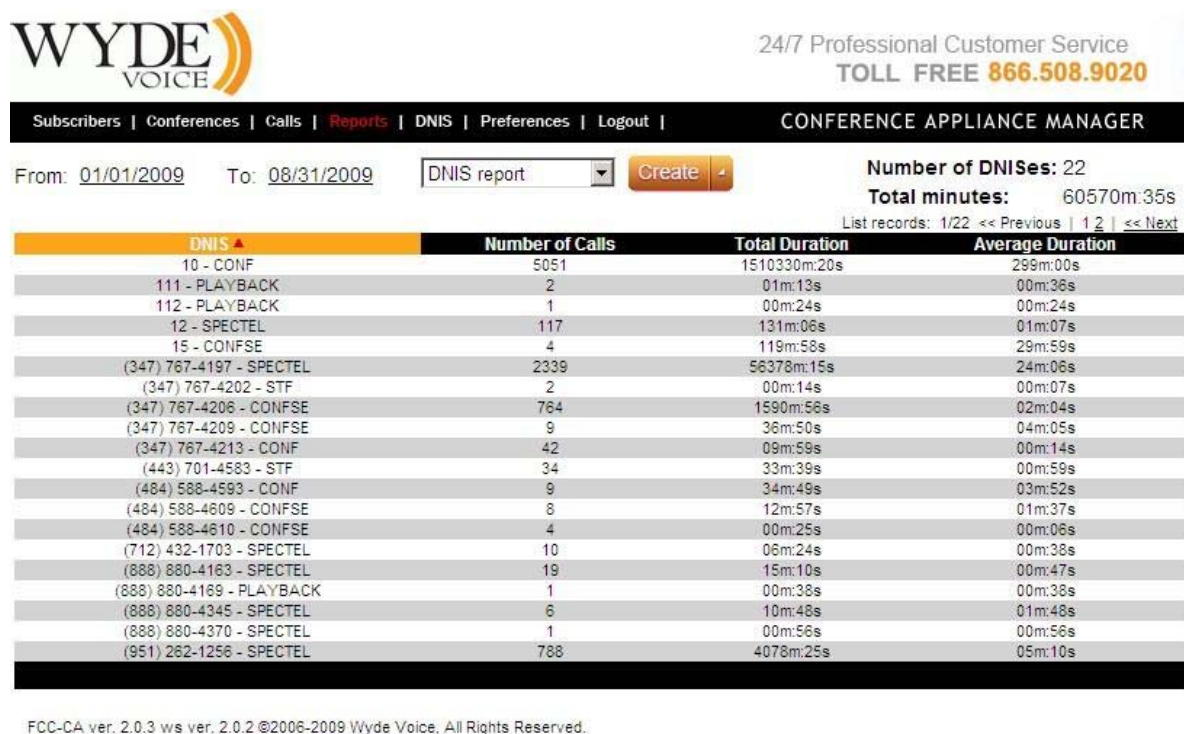 WYDE
VOICE
24/7 Professional Customer Service
TOLL FREE 866.508.9020
Subscribers | Conferences | Calls | Reports | DNIS | Preferences | Logout |
CONFERENCE APPLIANCE MANAGER
From: 01/01/2009 To: 08/31/2009 DNIS report Create
Number of DNISes: 22
Total minutes: 60570m:35s
List records: 1/22 << Previous | 1 2 | << Next
DNIS Number of Calls Total Duration Average Duration
10 - CONF 5051 1510330m:20s 299m:00s
111 - PLAYBACK 2 01m:13s 00m:36s
112 - PLAYBACK 1 00m:24s 00m:24s
12 - SPECTEL 117 131m:06s 01m:07s
15 - CONFSE 4 119m:58s 29m:59s
(347) 767-4197 - SPECTEL 2339 56378m:15s 24m:06s
(347) 767-4202 - STF 2 00m:14s 00m:07s
(347) 767-4206 - CONFSE 764 1590m:56s 02m:04s
(347) 767-4209 - CONFSE 9 36m:50s 04m:05s
(347) 767-4213 - CONF 42 09m:59s 00m:14s
(443) 701-4583 - STF 34 33m:39s 00m:59s
(484) 588-4593 - CONF 9 34m:49s 03m:52s
(484) 588-4609 - CONFSE 8 12m:57s 01m:37s
(484) 588-4610 - CONFSE 4 00m:25s 00m:06s
(712) 432-1703 - SPECTEL 10 06m:24s 00m:38s
(888) 880-4163 - SPECTEL 19 15m:10s 00m:47s
(888) 880-4169 - PLAYBACK 1 00m:38s 00m:38s
(888) 880-4345 - SPECTEL 6 10m:48s 01m:48s
(888) 880-4370 - SPECTEL 1 00m:56s 00m:56s
(951) 262-1256 - SPECTEL 788 4078m:25s 05m:10s
FCC-CA ver. 2.0.3 ws ver. 2.0.2 ©2006-2009 Wyde Voice, All Rights Reserved.